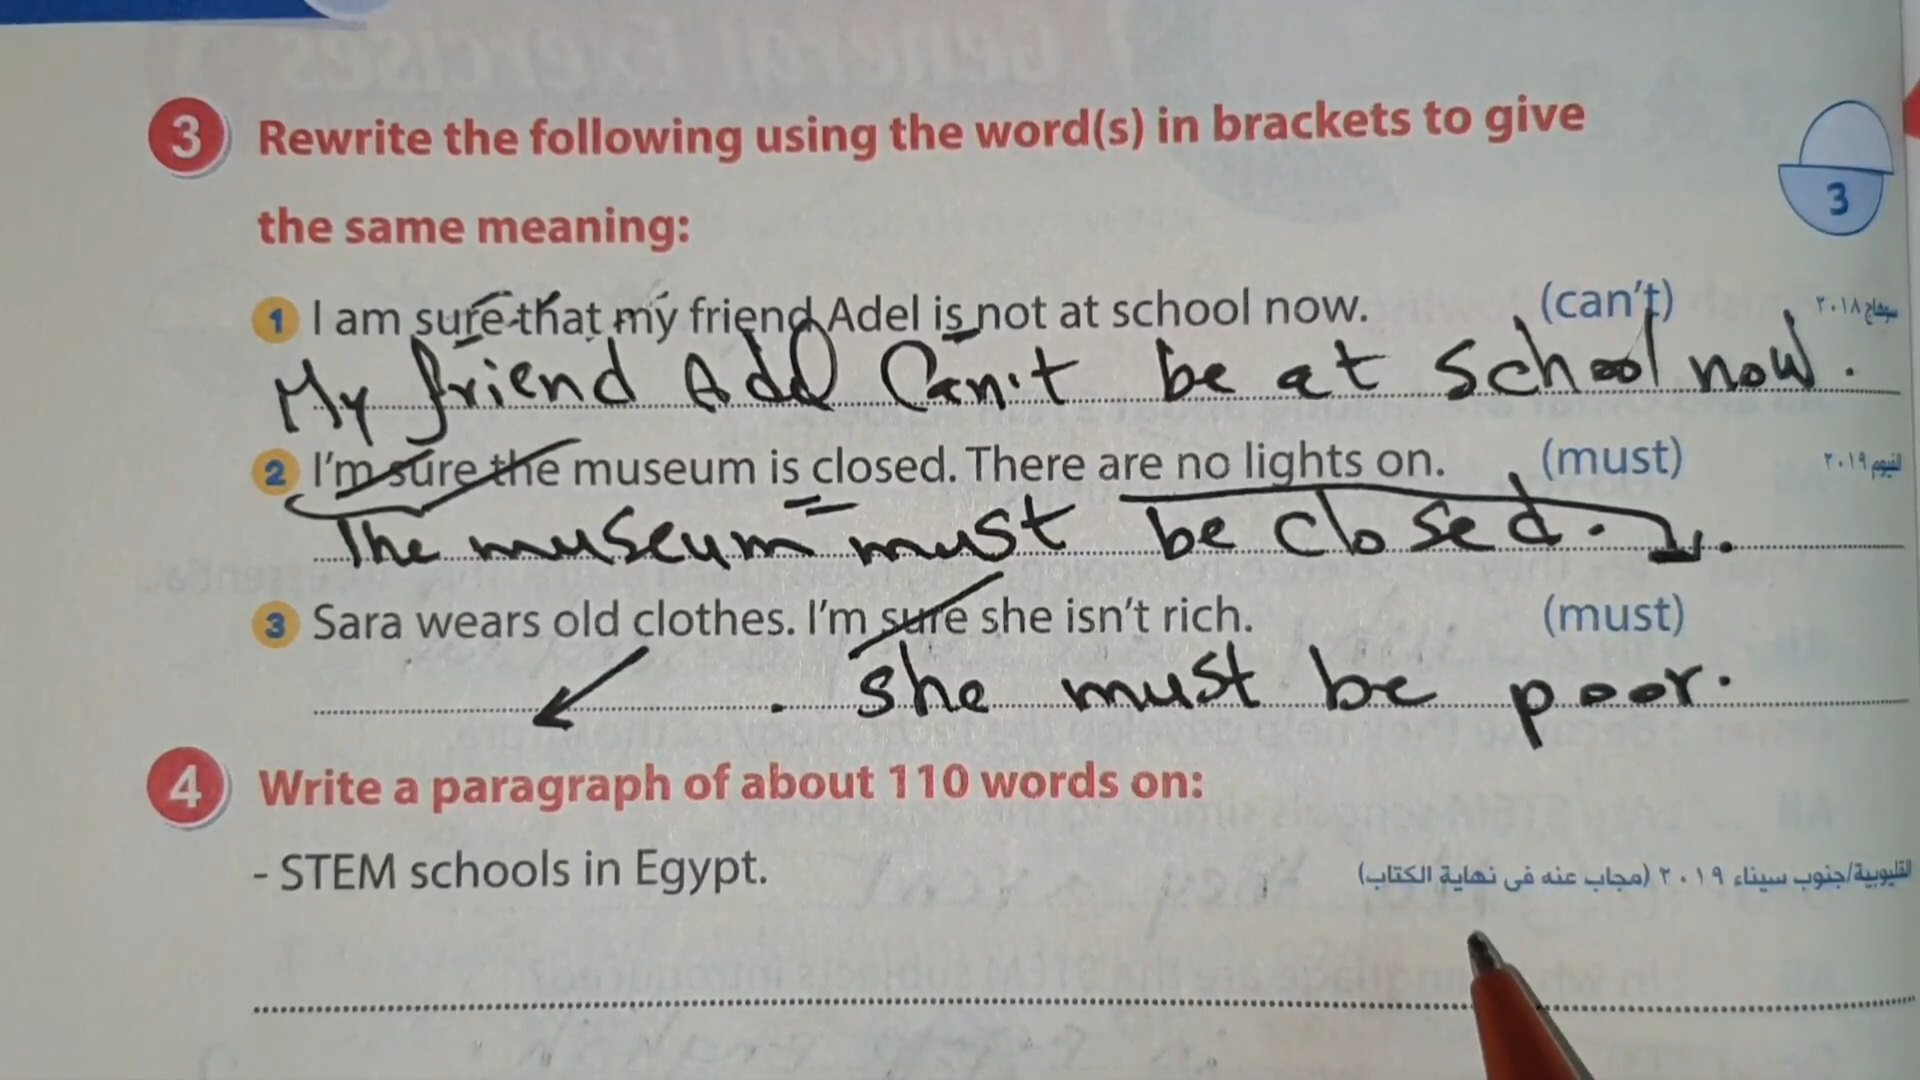 3 Rewrite the following using the word(s) in brackets to give
the same meaning:
3
1 I am sure that my friend Adel is not at school now. (can't) سوهاج ٢٠١٨
My friend Adel Can't be at school now.
2 I'm sure the museum is closed. There are no lights on. (must) الفيوم ٢٠١٩
The museum must be closed.
3 Sara wears old clothes. I'm sure she isn't rich. (must)
. she must be poor.
4 Write a paragraph of about 110 words on:
- STEM schools in Egypt. القليوبية/جنوب سيناء ٢٠١٩ (مجاب عنه فى نهاية الكتاب)